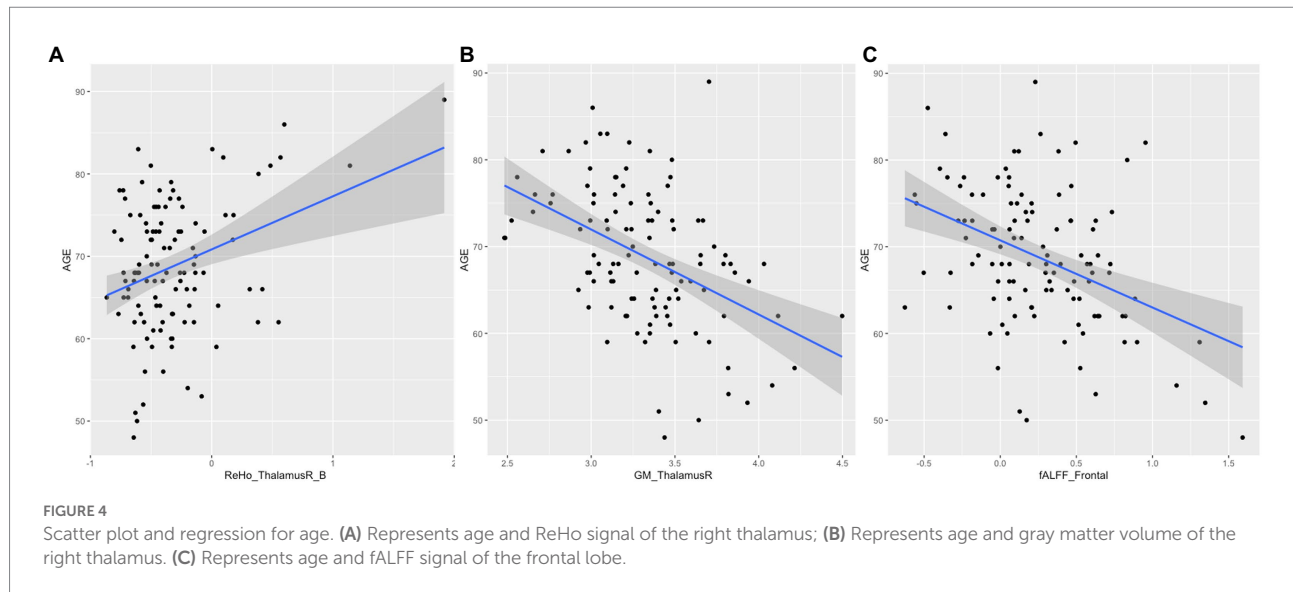 A
B
C
90
80
70
60
50
AGE
-1
0
1
2
ReHo_ThalamusR_B
90
80
70
60
50
AGE
2.5
3.0
3.5
4.0
4.5
GM_ThalamusR
90
80
70
60
50
AGE
-0.5
0.0
0.5
1.0
1.5
fALFF_Frontal
FIGURE 4
Scatter plot and regression for age. (A) Represents age and ReHo signal of the right thalamus; (B) Represents age and gray matter volume of the
right thalamus. (C) Represents age and fALFF signal of the frontal lobe.